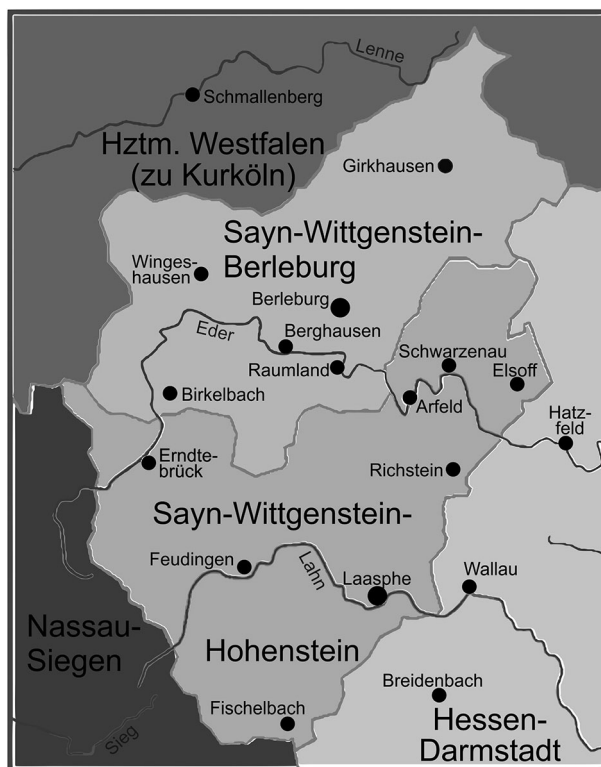 Lenne
Schmallenberg
Hztm. Westfalen
(zu Kurköln)
Girkhausen
Sayn-Wittgenstein-
Berleburg
Winges-
hausen
Berleburg
Eder
Berghausen
Schwarzenau
Raumland
Elsoff
Birkelbach
Arfeld
Hatz-
feld
Erndte-
brück
Richstein
Sayn-Wittgenstein-
Feudingen
Lahn
Laasphe
Wallau
Nassau-
Siegen
Hohenstein
Breidenbach
Fischelbach
Hessen-
Darmstadt
Sieg